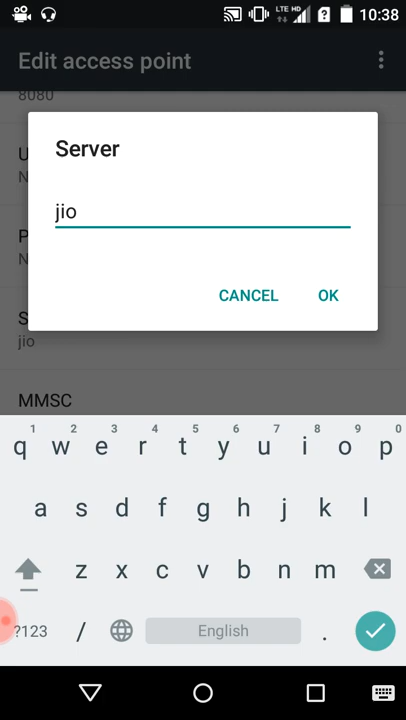 LTE HD
?
10:38
Edit access point
8080
U
N
Server
jio
P
N
CANCEL
OK
S
jio
MMSC
1 2 3 4 5 6 7 8 9 0
q w e r t y u i o p
a s d f g h j k l
z x c v b n m
?123 / English .